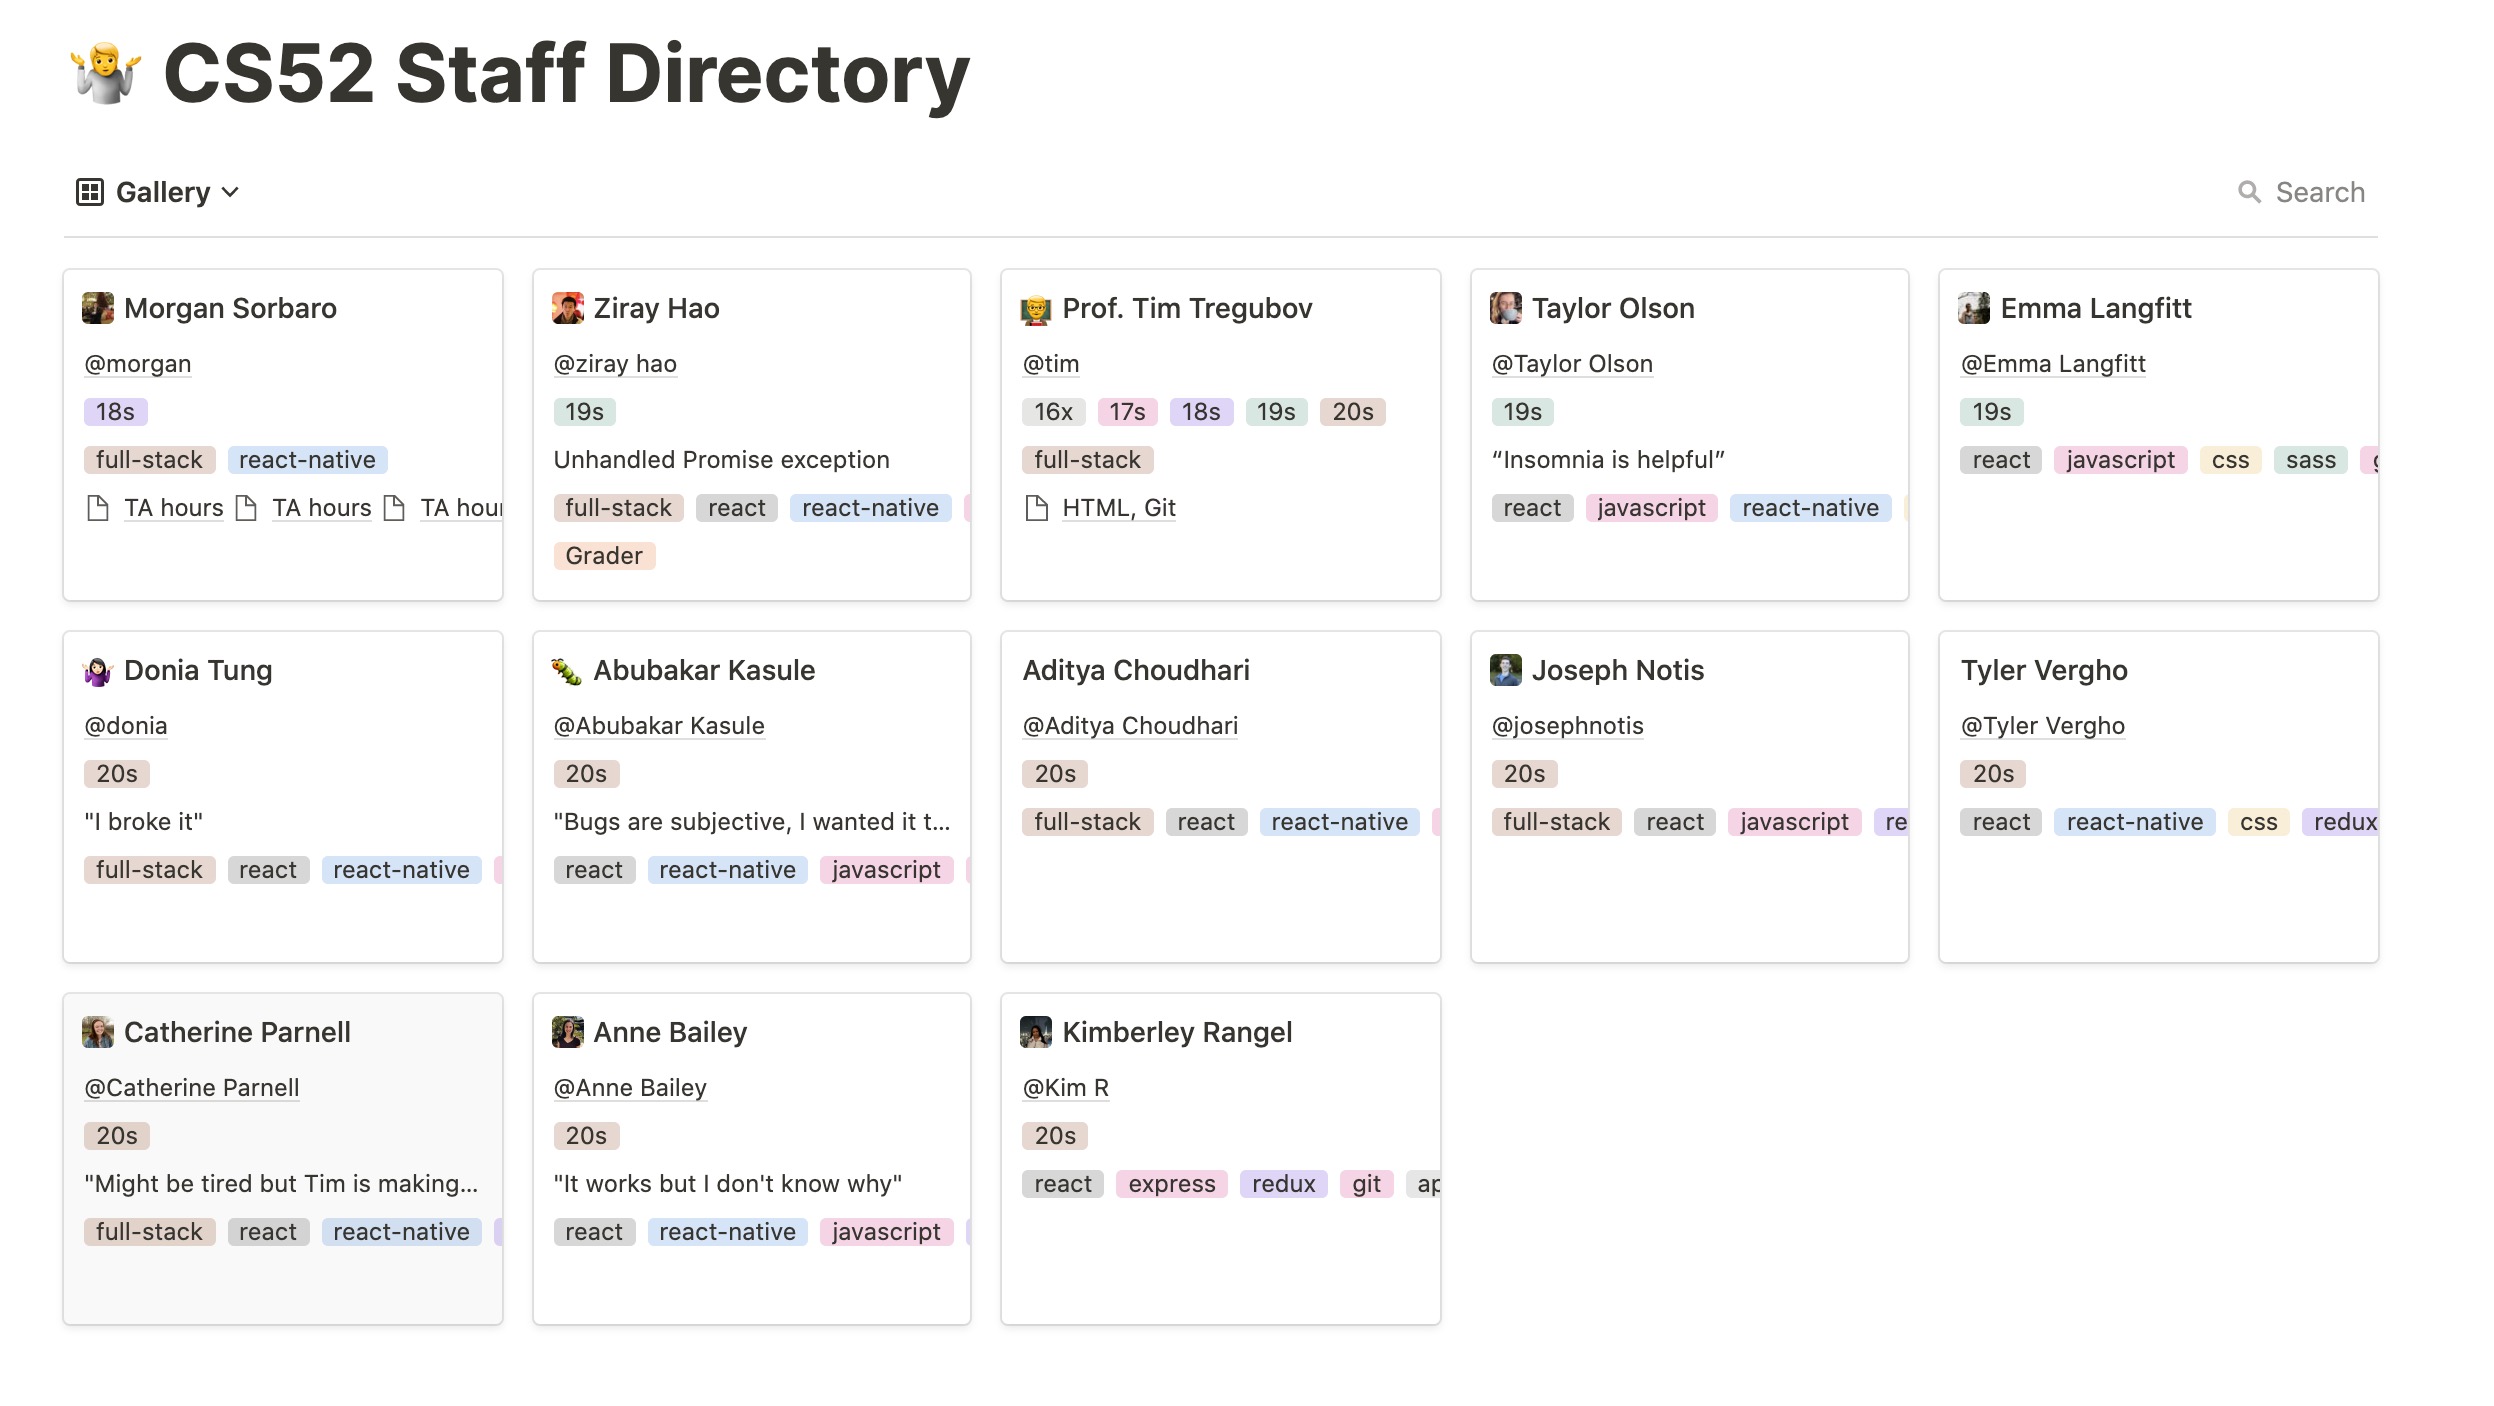 CS52 Staff Directory
Gallery
Search
Morgan Sorbaro
@morgan
18s
full-stack react-native
TA hours TA hours TA hour
Ziray Hao
@ziray hao
19s
Unhandled Promise exception
full-stack react react-native
Grader
Prof. Tim Tregubov
@tim
16x 17s 18s 19s 20s
full-stack
HTML, Git
Taylor Olson
@Taylor Olson
19s
“Insomnia is helpful”
react javascript react-native
Emma Langfitt
@Emma Langfitt
19s
react javascript css sass
Donia Tung
@donia
20s
"I broke it"
full-stack react react-native
Abubakar Kasule
@Abubakar Kasule
20s
"Bugs are subjective, I wanted it t...
react react-native javascript
Aditya Choudhari
@Aditya Choudhari
20s
full-stack react react-native
Joseph Notis
@josephnotis
20s
full-stack react javascript re
Tyler Vergho
@Tyler Vergho
20s
react react-native css redux
Catherine Parnell
@Catherine Parnell
20s
"Might be tired but Tim is making...
full-stack react react-native
Anne Bailey
@Anne Bailey
20s
"It works but I don't know why"
react react-native javascript
Kimberley Rangel
@Kim R
20s
react express redux git ap